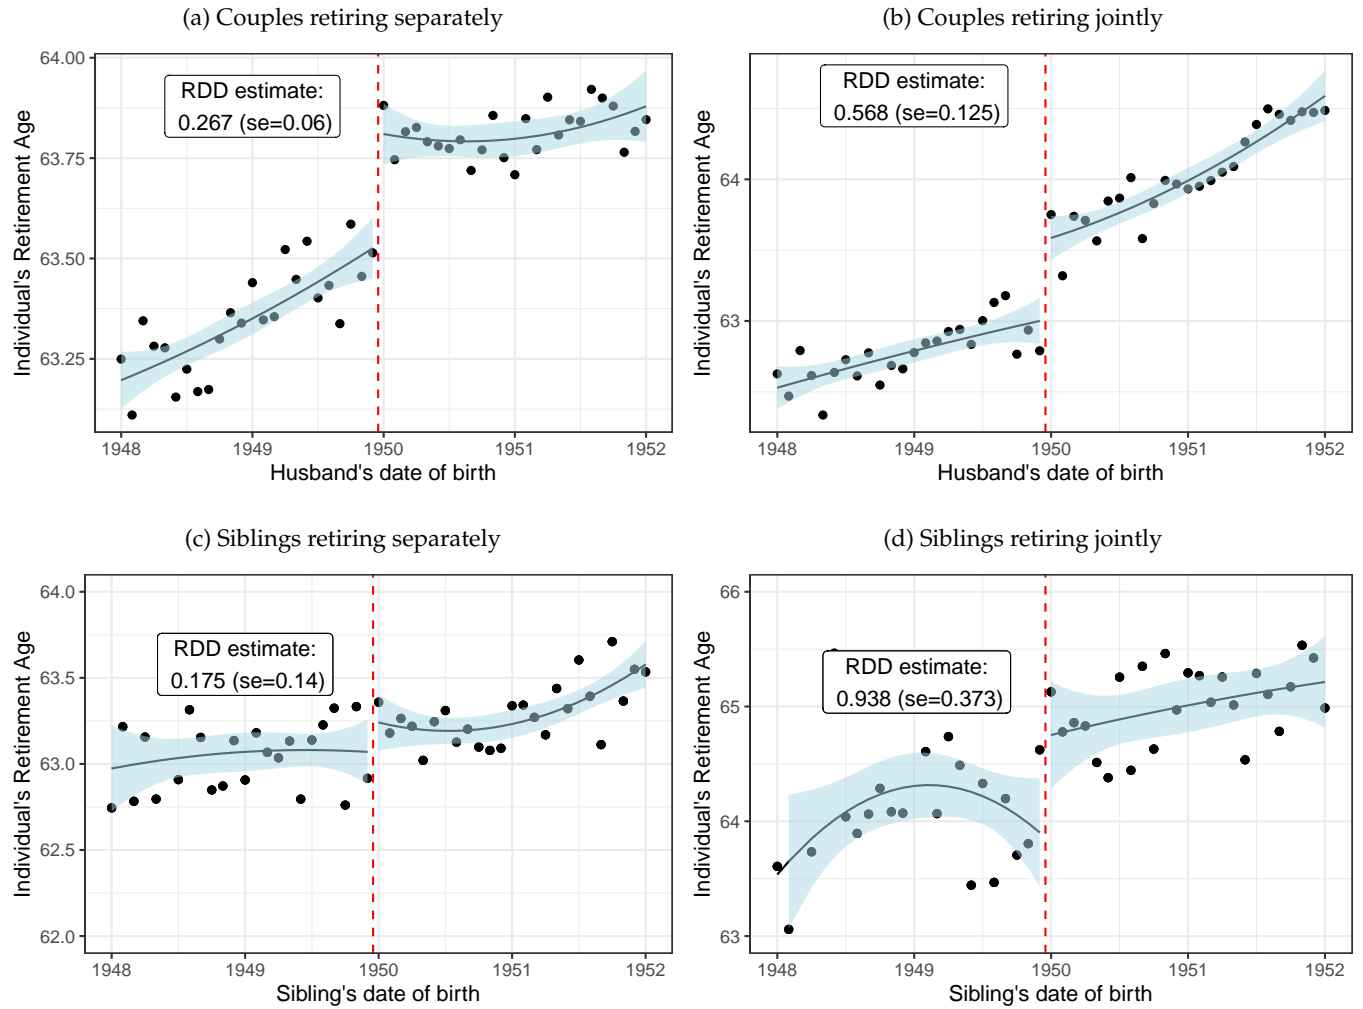 (a) Couples retiring separately
RDD estimate:
0.267 (se=0.06)
64.00
63.75
63.50
63.25
Individual's Retirement Age
1948 1949 1950 1951 1952
Husband's date of birth
(b) Couples retiring jointly
RDD estimate:
0.568 (se=0.125)
64
63
Individual's Retirement Age
1948 1949 1950 1951 1952
Husband's date of birth
(c) Siblings retiring separately
RDD estimate:
0.175 (se=0.14)
64.0
63.5
63.0
62.5
62.0
Individual's Retirement Age
1948 1949 1950 1951 1952
Sibling's date of birth
(d) Siblings retiring jointly
RDD estimate:
0.938 (se=0.373)
66
65
64
63
Individual's Retirement Age
1948 1949 1950 1951 1952
Sibling's date of birth